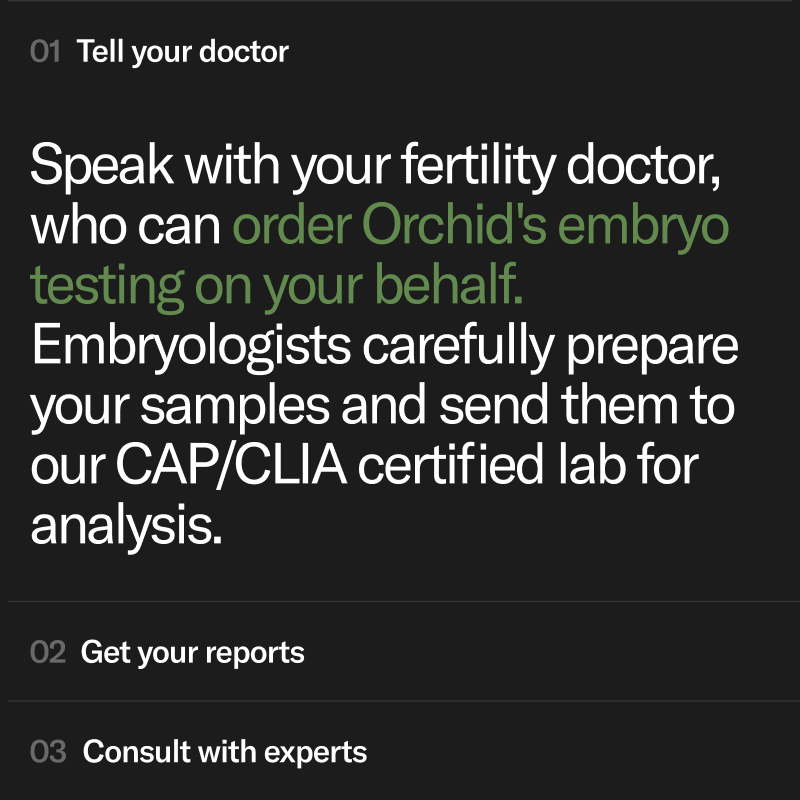 01 Tell your doctor
Speak with your fertility doctor,
who can order Orchid's embryo
testing on your behalf.
Embryologists carefully prepare
your samples and send them to
our CAP/CLIA certified lab for
analysis.
02 Get your reports
03 Consult with experts